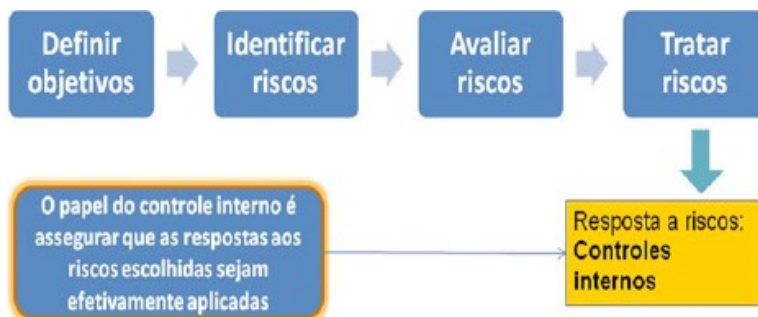 Definir
objetivos
Identificar
riscos
Avaliar
riscos
Tratar
riscos
O papel do controle interno é
assegurar que as respostas aos
riscos escolhidas sejam
efetivamente aplicadas
Resposta a riscos:
Controles
internos